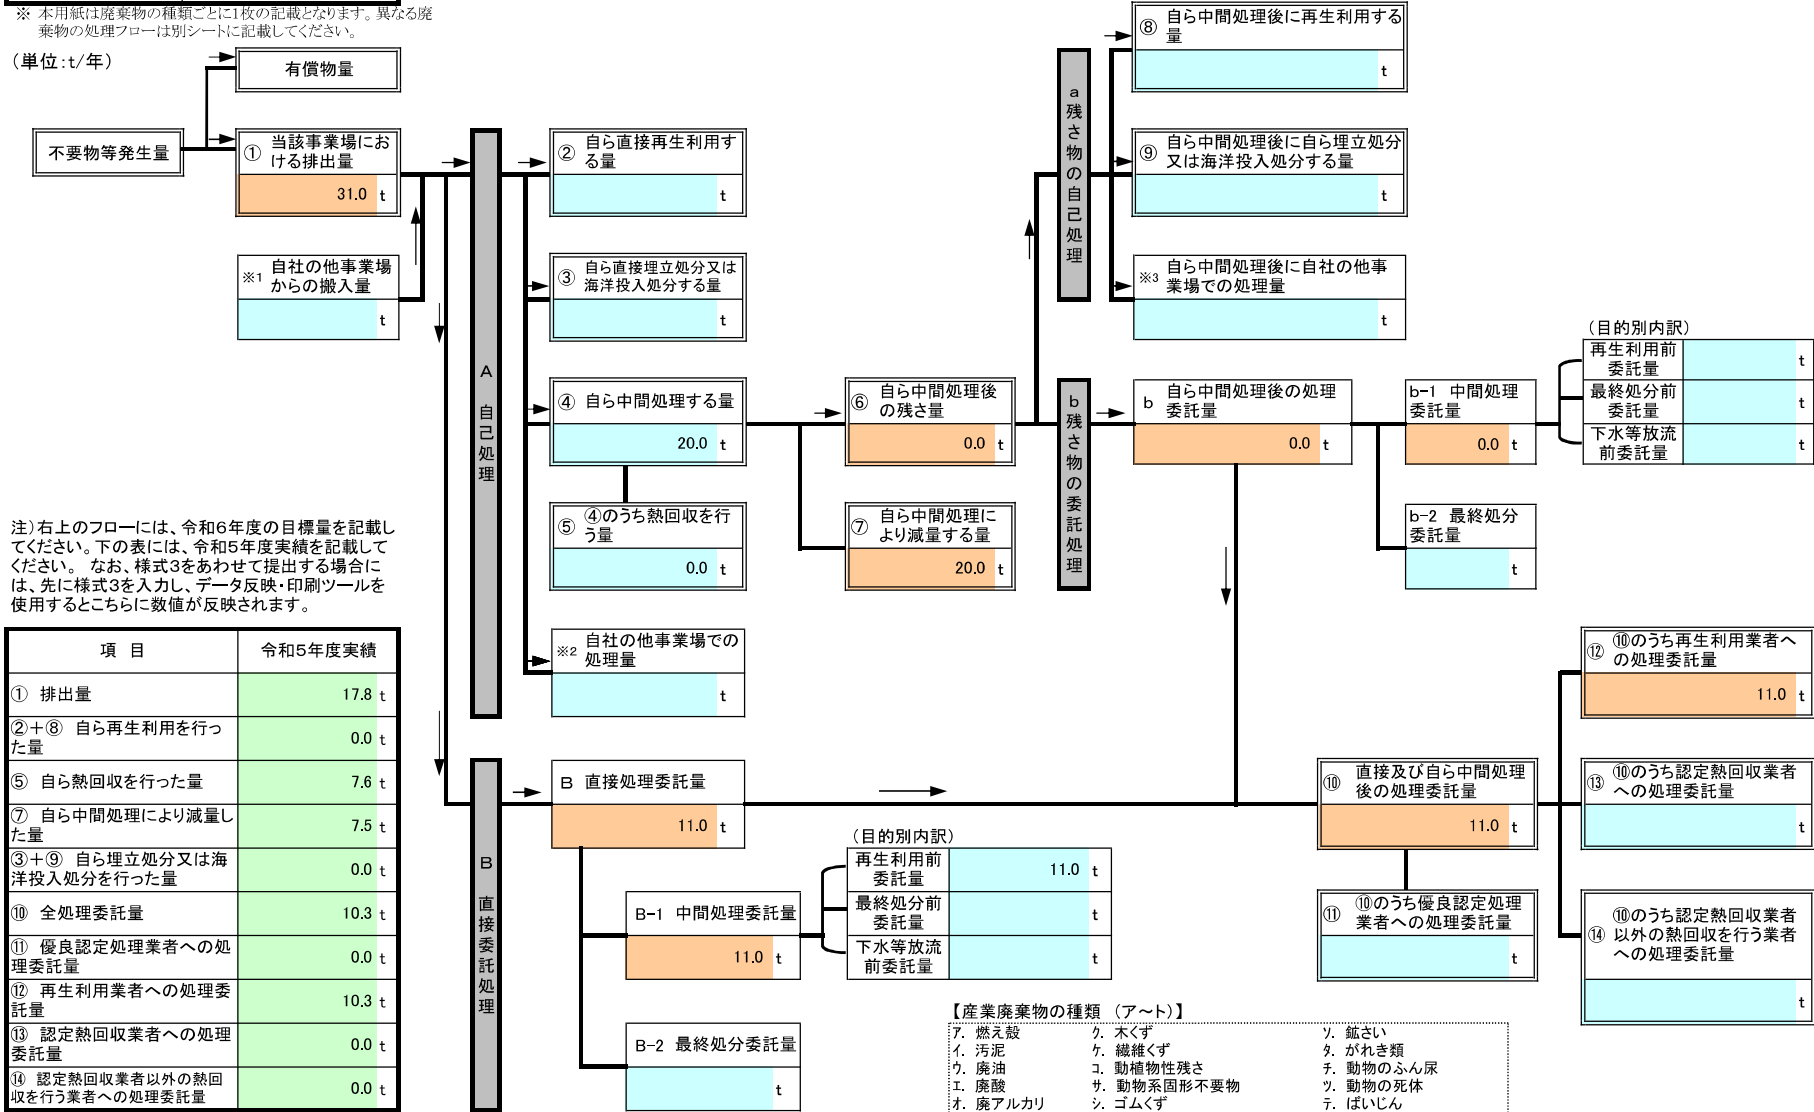 ※ 本用紙は廃棄物の種類ごとに1枚の記載となります。異なる廃
棄物の処理フローは別シートに記載してください。
(単位:t/年)
有償物量
不要物等発生量
① 当該事業場にお
ける排出量
31.0 t
※1 自社の他事業場
からの搬入量
t
A 自己処理
② 自ら直接再生利用す
る量
t
③ 自ら直接埋立処分又は
海洋投入処分する量
t
④ 自ら中間処理する量
20.0 t
⑤ ④のうち熱回収を行
う量
0.0 t
※2 自社の他事業場での
処理量
t
⑥ 自ら中間処理後
の残さ量
0.0 t
⑦ 自ら中間処理に
より減量する量
20.0 t
a 残さ物の自己処理
⑧ 自ら中間処理後に再生利用する
量
t
⑨ 自ら中間処理後に自ら埋立処分
又は海洋投入処分する量
t
※3 自ら中間処理後に自社の他事
業場での処理量
t
b 残さ物の委託処理
b 自ら中間処理後の処理
委託量
0.0 t
b-1 中間処理
委託量
0.0 t
(目的別内訳)
再生利用前
委託量
t
最終処分前
委託量
t
下水等放流
前委託量
t
b-2 最終処分
委託量
t
注)右上のフローには、令和6年度の目標量を記載し
てください。下の表には、令和5年度実績を記載して
ください。 なお、様式3をあわせて提出する場合に
は、先に様式3を入力し、データ反映・印刷ツールを
使用するとこちらに数値が反映されます。
項 目 令和5年度実績
① 排出量 17.8 t
②+⑧ 自ら再生利用を行っ
た量 0.0 t
⑤ 自ら熱回収を行った量 7.6 t
⑦ 自ら中間処理により減量し
た量 7.5 t
③+⑨ 自ら埋立処分又は海
洋投入処分を行った量 0.0 t
⑩ 全処理委託量 10.3 t
⑪ 優良認定処理業者への処
理委託量 0.0 t
⑫ 再生利用業者への処理委
託量 10.3 t
⑬ 認定熱回収業者への処理
委託量 0.0 t
⑭ 認定熱回収業者以外の熱回
収を行う業者への処理委託量 0.0 t
B 直接委託処理
B 直接処理委託量
11.0 t
B-1 中間処理委託量
11.0 t
(目的別内訳)
再生利用前
委託量
11.0 t
最終処分前
委託量
t
下水等放流
前委託量
t
B-2 最終処分委託量
t
⑩ 直接及び自ら中間処理
後の処理委託量
11.0 t
⑪ ⑩のうち優良認定処理
業者への処理委託量
t
⑫ ⑩のうち再生利用業者へ
の処理委託量
11.0 t
⑬ ⑩のうち認定熱回収業者
への処理委託量
t
⑭ ⑩のうち認定熱回収業者
以外の熱回収を行う業者
への処理委託量
t
【産業廃棄物の種類 (ア~ト)】
ア. 燃え殻 ク. 木くず ソ. 鉱さい
イ. 汚泥 ケ. 繊維くず タ. がれき類
ウ. 廃油 コ. 動植物性残さ チ. 動物のふん尿
エ. 廃酸 サ. 動物系固形不要物 ツ. 動物の死体
オ. 廃アルカリ シ. ゴムくず テ. ばいじん